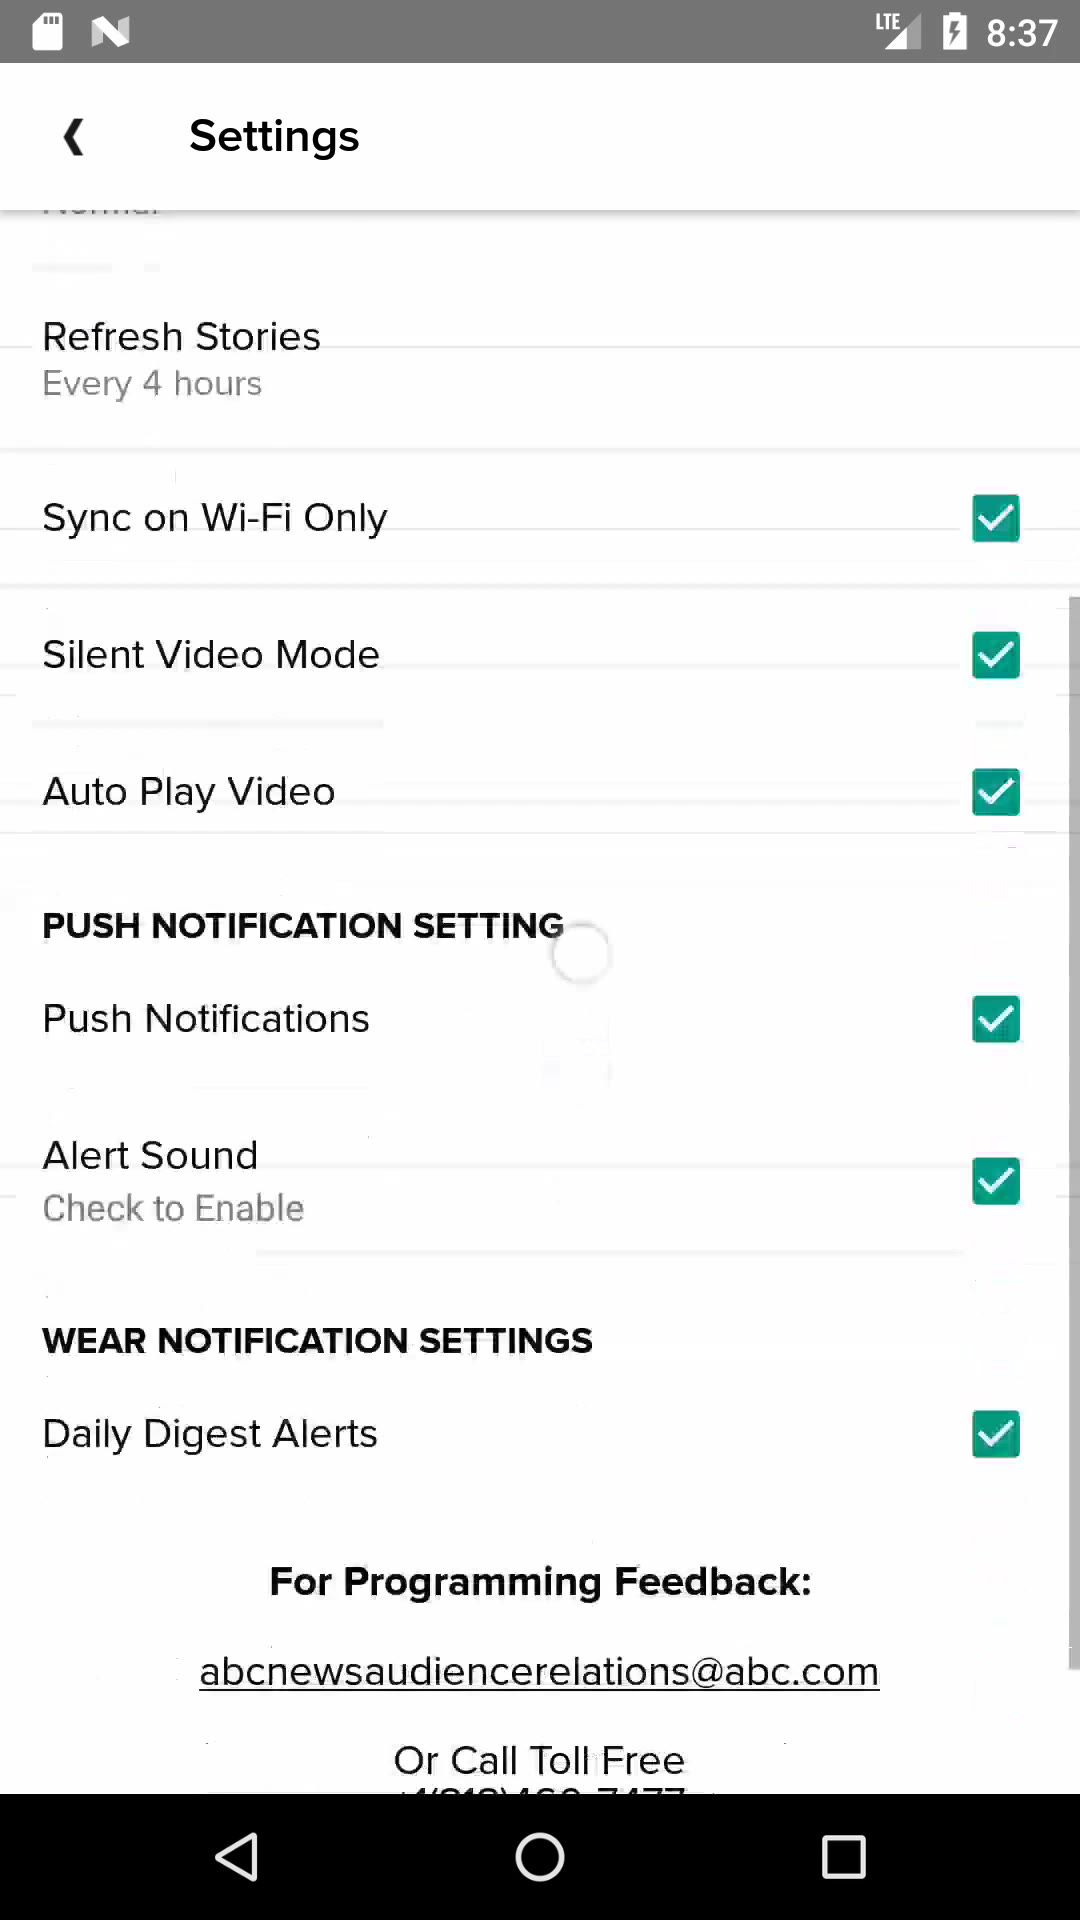 LTE 8:37
Settings
Refresh Stories
Every 4 hours
Sync on Wi-Fi Only
Silent Video Mode
Auto Play Video
PUSH NOTIFICATION SETTING
Push Notifications
Alert Sound
Check to Enable
WEAR NOTIFICATION SETTINGS
Daily Digest Alerts
For Programming Feedback:
abcnewsaudiencerelations@abc.com
Or Call Toll Free